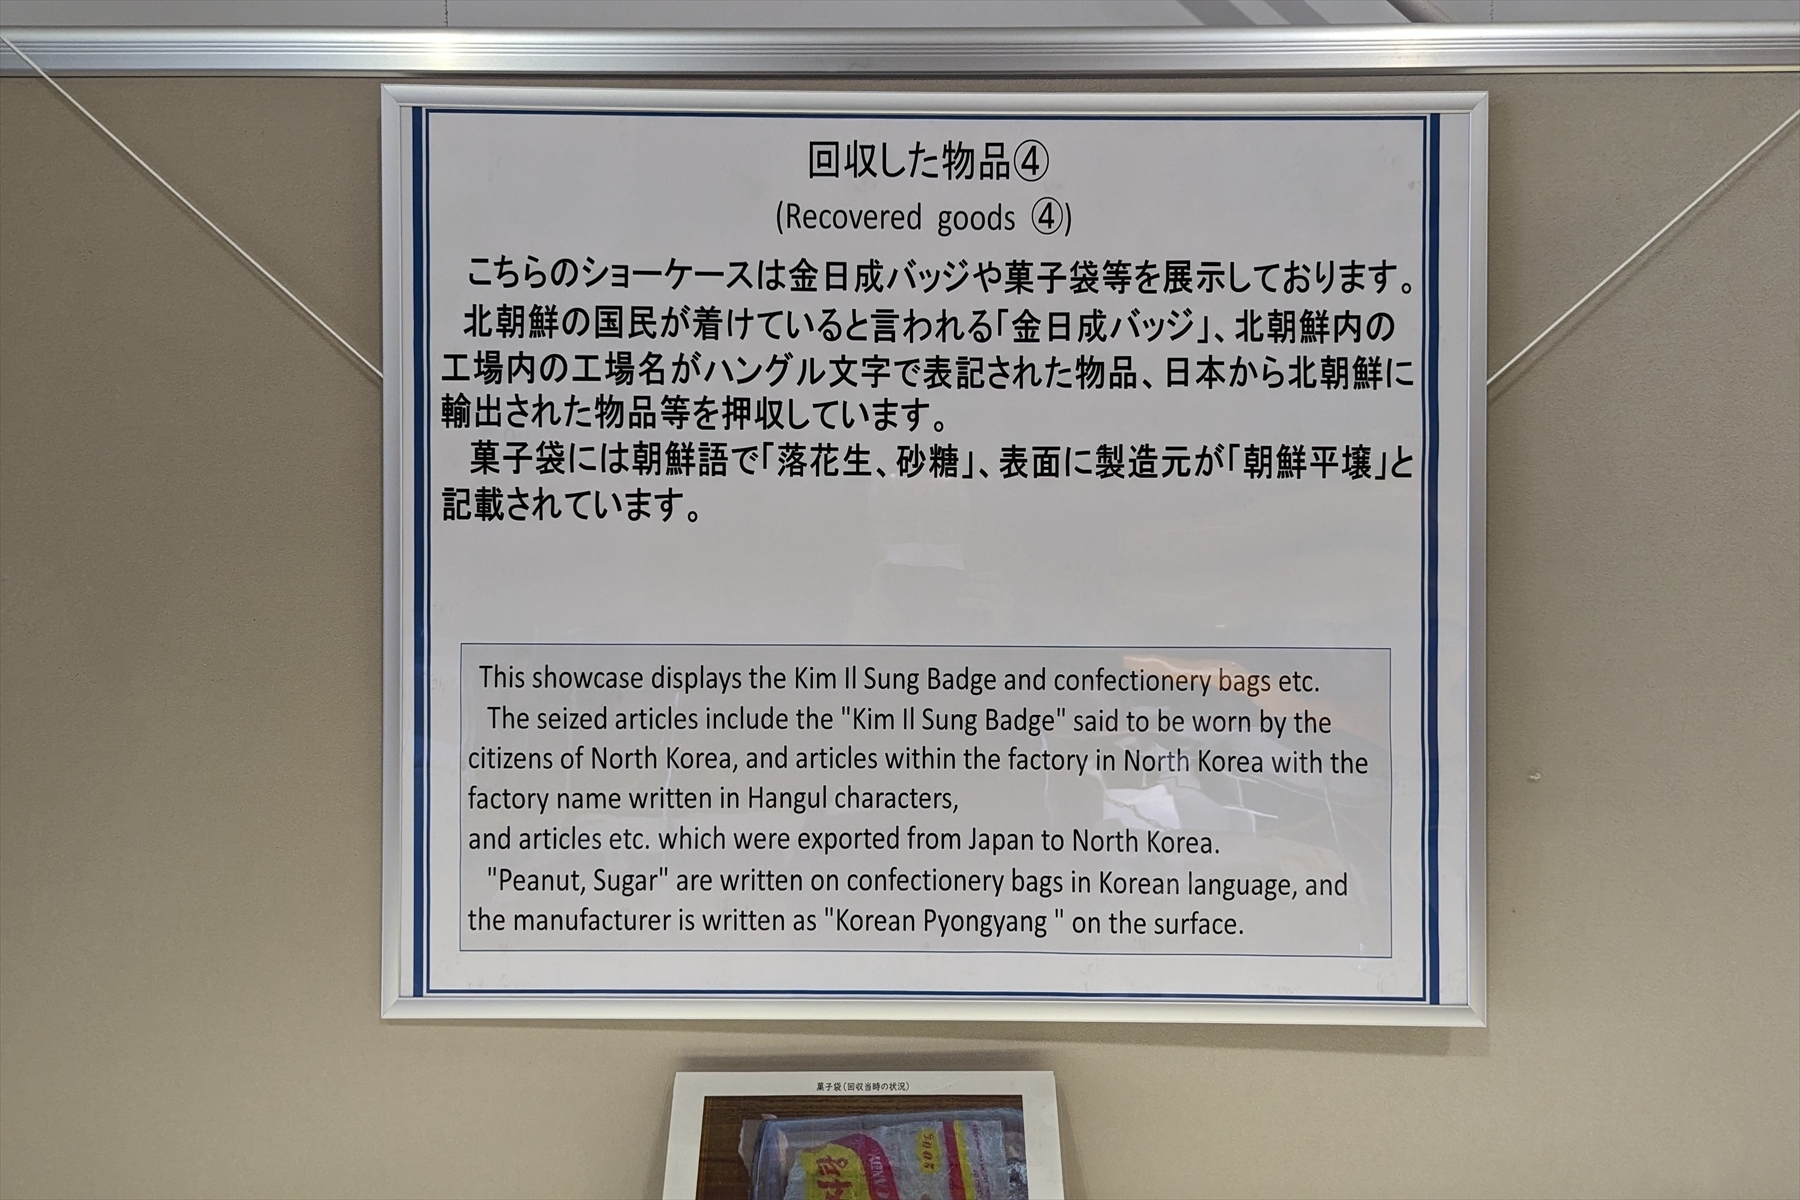 回収した物品④
(Recovered goods ④)
こちらのショーケースは金日成バッジや菓子袋等を展示しております。
北朝鮮の国民が着けていると言われる「金日成バッジ」、北朝鮮内の
工場内の工場名がハングル文字で表記された物品、日本から北朝鮮に
輸出された物品等を押収しています。
菓子袋には朝鮮語で「落花生、砂糖」、表面に製造元が「朝鮮平壌」と
記載されています。
This showcase displays the Kim Il Sung Badge and confectionery bags etc.
The seized articles include the "Kim Il Sung Badge" said to be worn by the
citizens of North Korea, and articles within the factory in North Korea with the
factory name written in Hangul characters,
and articles etc. which were exported from Japan to North Korea.
"Peanut, Sugar" are written on confectionery bags in Korean language, and
the manufacturer is written as "Korean Pyongyang " on the surface.
菓子袋（回収当時の状況）